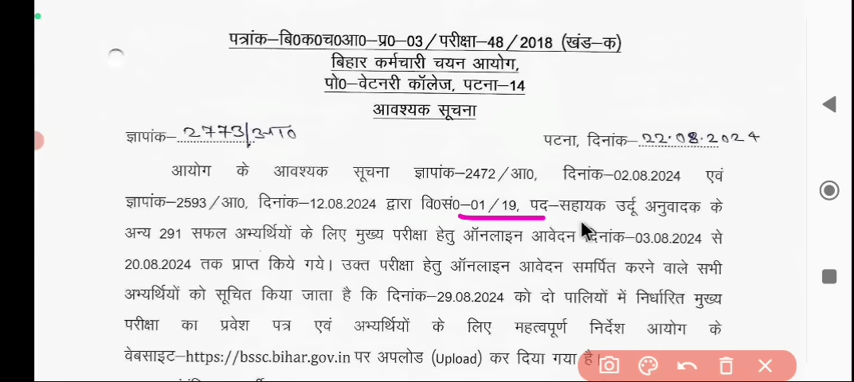 पत्रांक–बि०क०च०आ०–प्र०–03/परीक्षा–48/2018 (खंड–क)
बिहार कर्मचारी चयन आयोग,
पो०–वेटनरी कॉलेज, पटना–14
आवश्यक सूचना
ज्ञापांक–2773/आ० पटना, दिनांक–22.08.2024
आयोग के आवश्यक सूचना ज्ञापांक–2472/आ0, दिनांक–02.08.2024 एवं
ज्ञापांक–2593/आ0, दिनांक–12.08.2024 द्वारा वि0सं0–01/19, पद–सहायक उर्दू अनुवादक के
अन्य 291 सफल अभ्यर्थियों के लिए मुख्य परीक्षा हेतु ऑनलाइन आवेदन दिनांक–03.08.2024 से
20.08.2024 तक प्राप्त किये गये। उक्त परीक्षा हेतु ऑनलाइन आवेदन समर्पित करने वाले सभी
अभ्यर्थियों को सूचित किया जाता है कि दिनांक–29.08.2024 को दो पालियों में निर्धारित मुख्य
परीक्षा का प्रवेश पत्र एवं अभ्यर्थियों के लिए महत्वपूर्ण निर्देश आयोग के
वेबसाइट–https://bssc.bihar.gov.in पर अपलोड (Upload) कर दिया गया है।